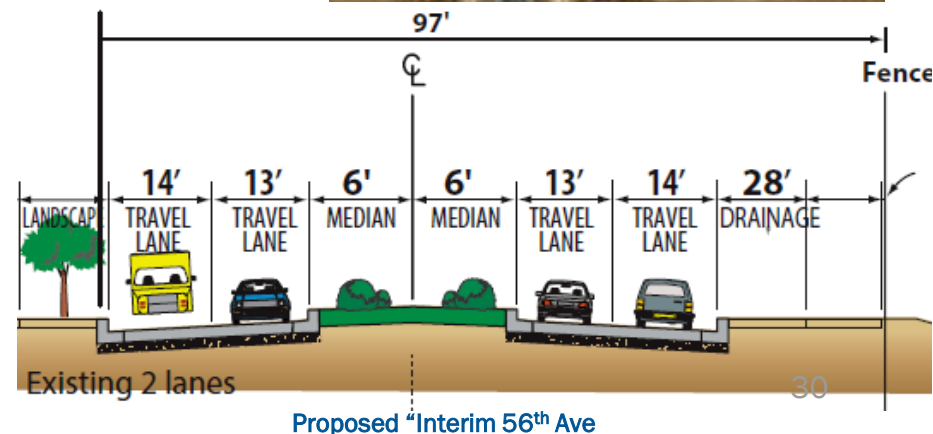 97'
℄
Fence
14' 13' 6' 6' 13' 14' 28'
LANDSCAP TRAVEL TRAVEL MEDIAN MEDIAN TRAVEL TRAVEL DRAINAGE
LANE LANE LANE LANE
Existing 2 lanes
30
Proposed “Interim 56th Ave